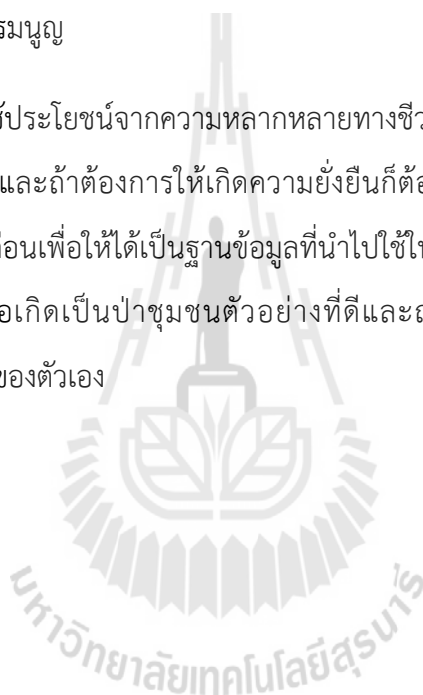 รมนูญ
ช้ประโยชน์จากความหลากหลายทางชีว
และถ้าต้องการให้เกิดความยั่งยืนก็ต้อ
ก่อนเพื่อให้ได้เป็นฐานข้อมูลที่นำไปใช้ใน
อเกิดเป็นป่าชุมชนตัวอย่างที่ดีและถ
ของตัวเอง
มหาวิทยาลัยเทคโนโลยีสุรนารี